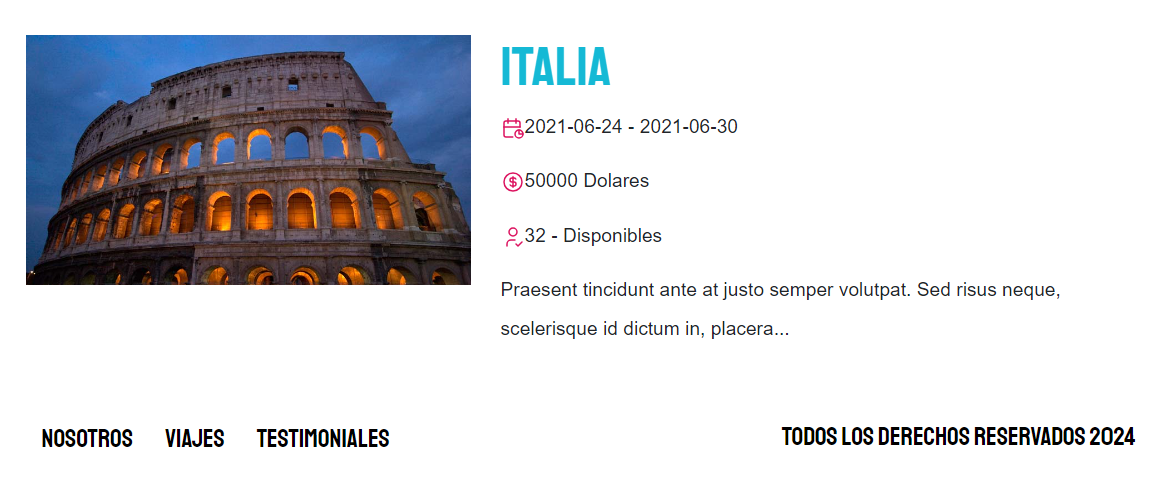 ITALIA
2021-06-24 - 2021-06-30
50000 Dolares
32 - Disponibles
Praesent tincidunt ante at justo semper volutpat. Sed risus neque,
scelerisque id dictum in, placera...
NOSOTROS VIAJES TESTIMONIALES
TODOS LOS DERECHOS RESERVADOS 2024